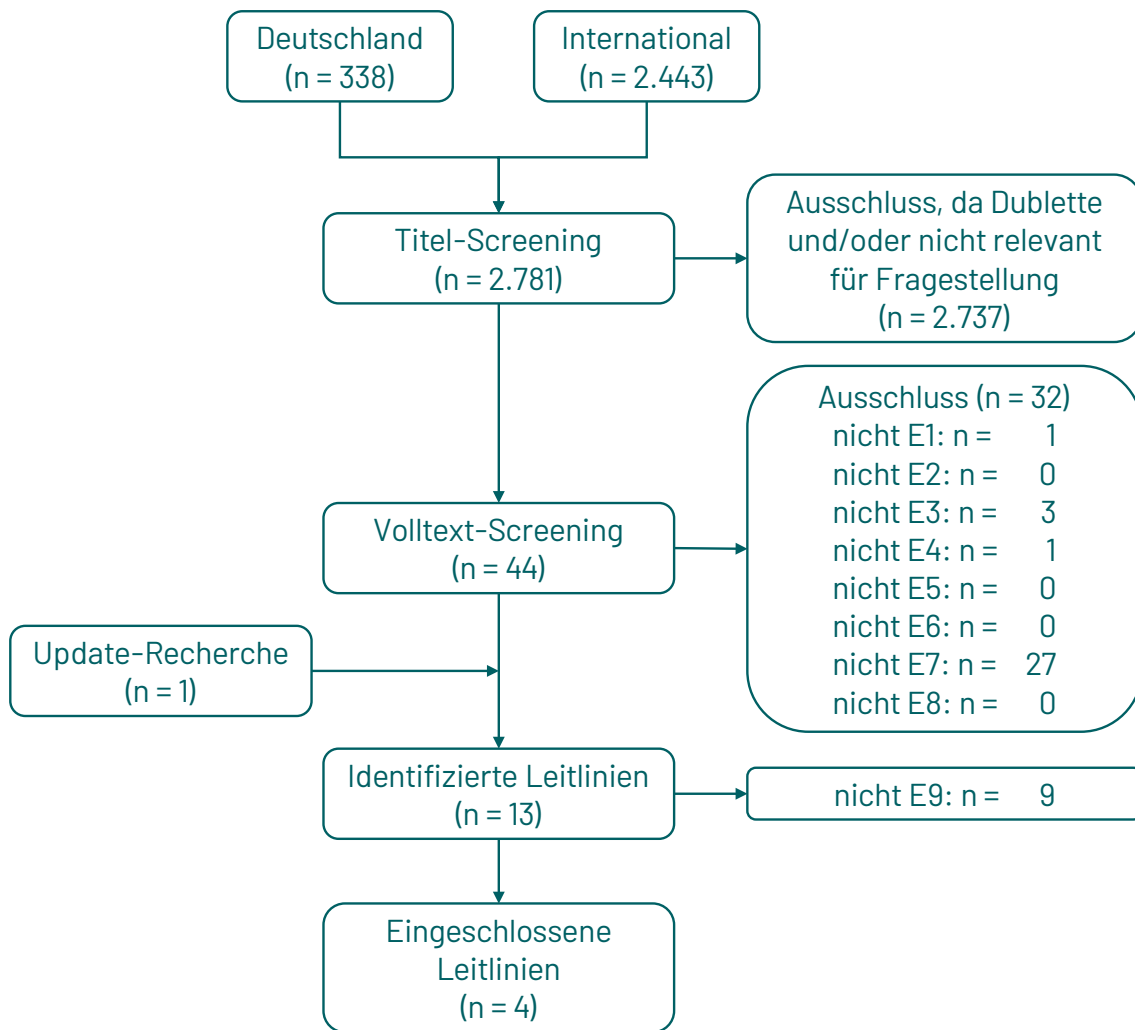 Deutschland
(n = 338)
International
(n = 2.443)
Titel-Screening
(n = 2.781)
Ausschluss, da Dublette
und/oder nicht relevant
für Fragestellung
(n = 2.737)
Volltext-Screening
(n = 44)
Ausschluss (n = 32)
nicht E1: n = 1
nicht E2: n = 0
nicht E3: n = 3
nicht E4: n = 1
nicht E5: n = 0
nicht E6: n = 0
nicht E7: n = 27
nicht E8: n = 0
Update-Recherche
(n = 1)
Identifizierte Leitlinien
(n = 13)
nicht E9: n = 9
Eingeschlossene
Leitlinien
(n = 4)